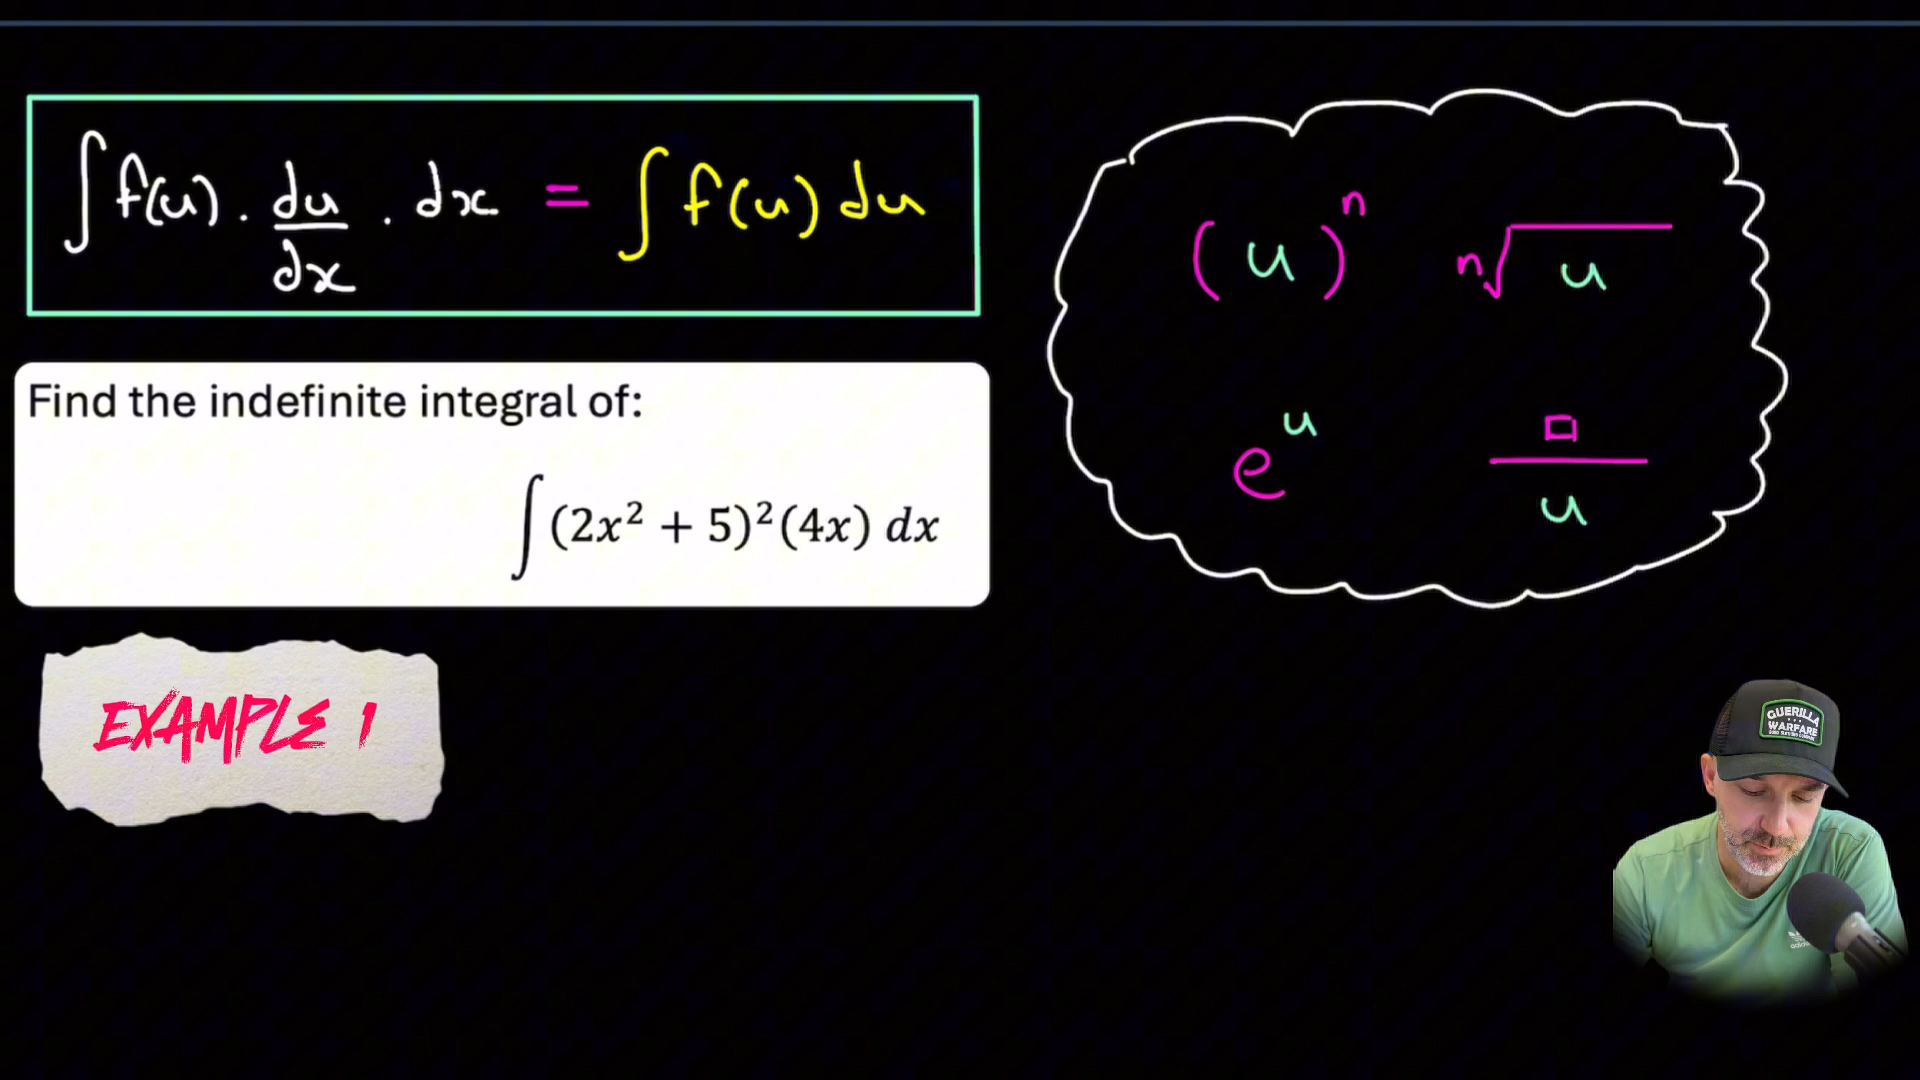 ∫ f(u) . du/dx . dx = ∫ f(u) du
Find the indefinite integral of:
∫ (2x² + 5)²(4x) dx
EXAMPLE 1
(u)ⁿ ⁿ√u
eᵘ □/u
GUERILLA
WARFARE